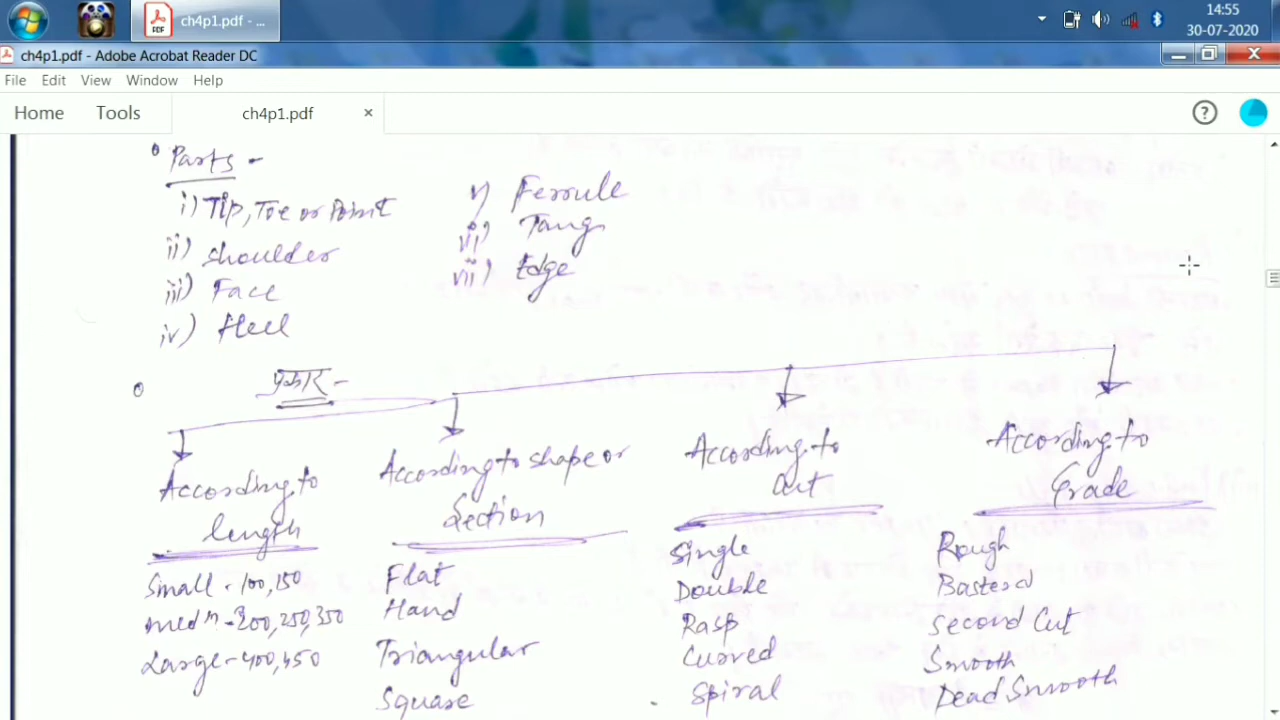 14:55
ch4p1.pdf - ...
30-07-2020
ch4p1.pdf - Adobe Acrobat Reader DC
File Edit View Window Help
Home Tools ch4p1.pdf
Parts -
i) Tip, Toe or Point
ii) Shoulder
iii) Face
iv) Heel
v) Ferrule
vi) Tang
vii) Edge
प्रकार -
According to
length
Small - 100, 150
medm - 200, 250, 350
Large - 400, 450
According to shape or
Section
Flat
Hand
Triangular
Square
According to
Cut
Single
Double
Rasp
Curved
Spiral
According to
Grade
Rough
Basterd
Second Cut
Smooth
Dead Smooth